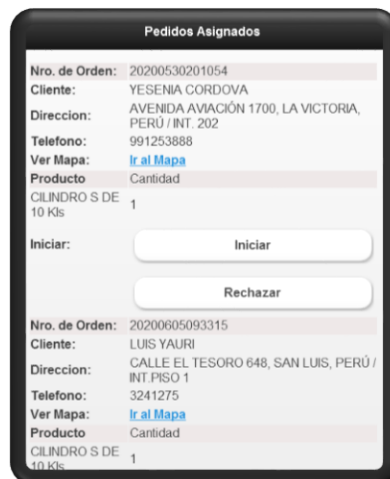 Pedidos Asignados
Nro. de Orden: 20200530201054
Cliente: YESENIA CORDOVA
Direccion: AVENIDA AVIACIÓN 1700, LA VICTORIA,
PERÚ / INT. 202
Telefono: 991253888
Ver Mapa: Ir al Mapa
Producto Cantidad
CILINDRO S DE
10 Kls 1
Iniciar: Iniciar
Rechazar
Nro. de Orden: 20200605093315
Cliente: LUIS YAURI
Direccion: CALLE EL TESORO 648, SAN LUIS, PERÚ /
INT.PISO 1
Telefono: 3241275
Ver Mapa: Ir al Mapa
Producto Cantidad
CILINDRO S DE
10 Kls 1